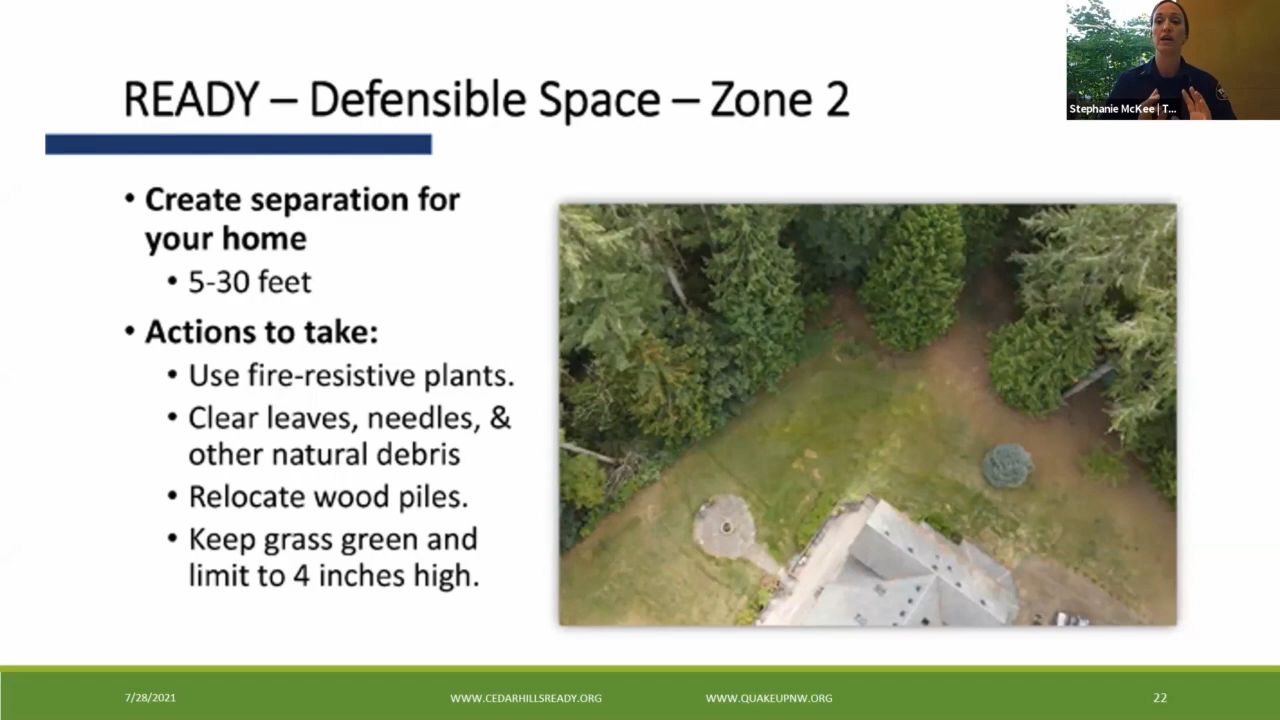 READY – Defensible Space – Zone 2
Stephanie McKee | T...
• Create separation for
your home
• 5-30 feet
• Actions to take:
• Use fire-resistive plants.
• Clear leaves, needles, &
other natural debris
• Relocate wood piles.
• Keep grass green and
limit to 4 inches high.
7/28/2021
WWW.CEDARHILLSREADY.ORG
WWW.QUAKEUPNW.ORG
22